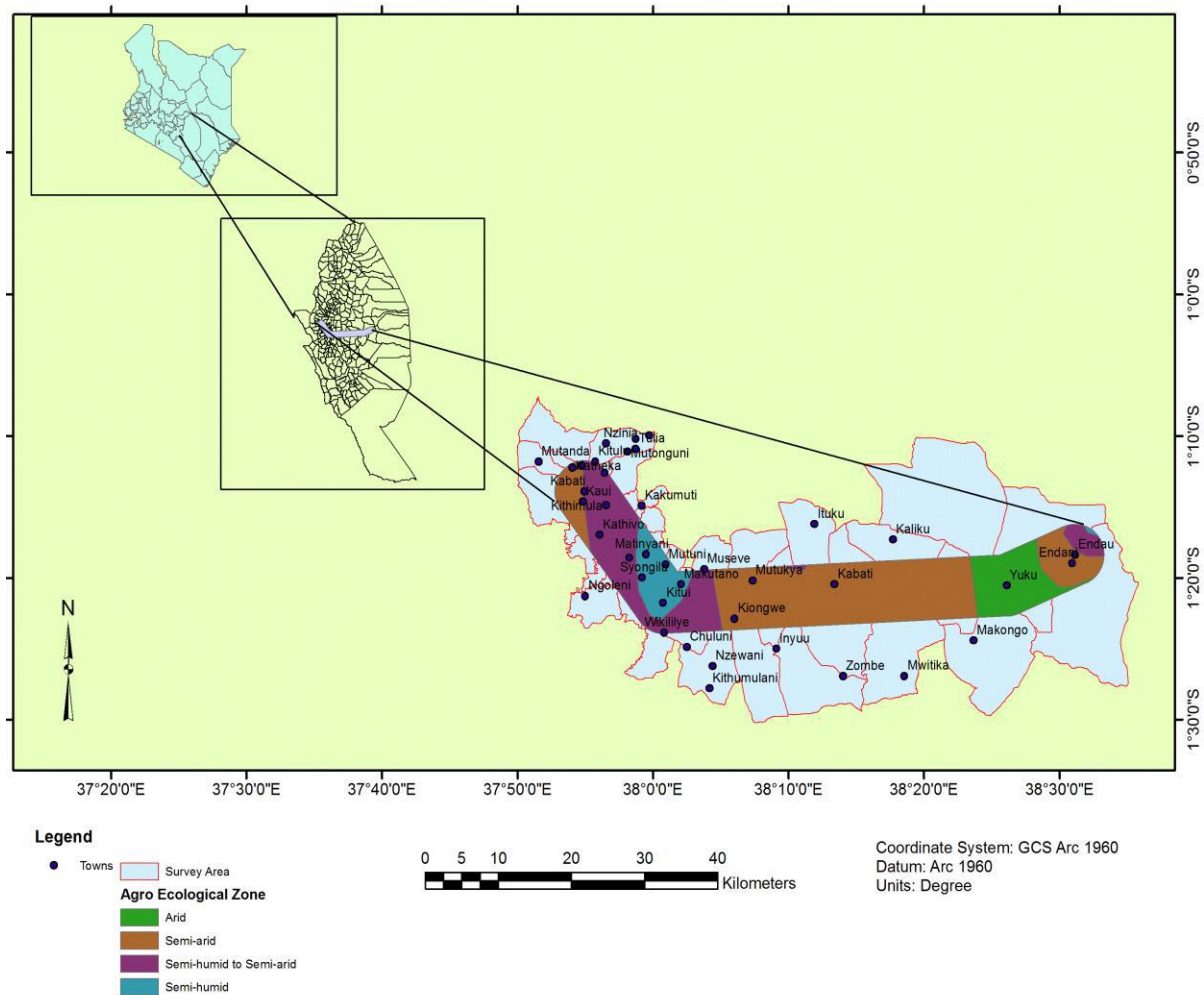 0°50'0"S
1°0'0"S
1°10'0"S
1°20'0"S
1°30'0"S
Nzinia
Tulia
Mutanda
Kitulu
Mutonguni
Katheka
Kabati
Kaui
Kithimula
Kakumuti
Kathivo
Ituku
Kaliku
Matinyani
Mutuni
Museve
Endau
Syongila
Makutano
Mutukya
Kabati
Yuku
Ngoleni
Kitui
Kiongwe
Wikililye
Chuluni
Inyuu
Makongo
Nzewani
Zombe
Mwitika
Kithumulani
N
37°20'0"E 37°30'0"E 37°40'0"E 37°50'0"E 38°0'0"E 38°10'0"E 38°20'0"E 38°30'0"E
Legend
Towns
Survey Area
Agro Ecological Zone
Arid
Semi-arid
Semi-humid to Semi-arid
Semi-humid
0 5 10 20 30 40
Kilometers
Coordinate System: GCS Arc 1960
Datum: Arc 1960
Units: Degree